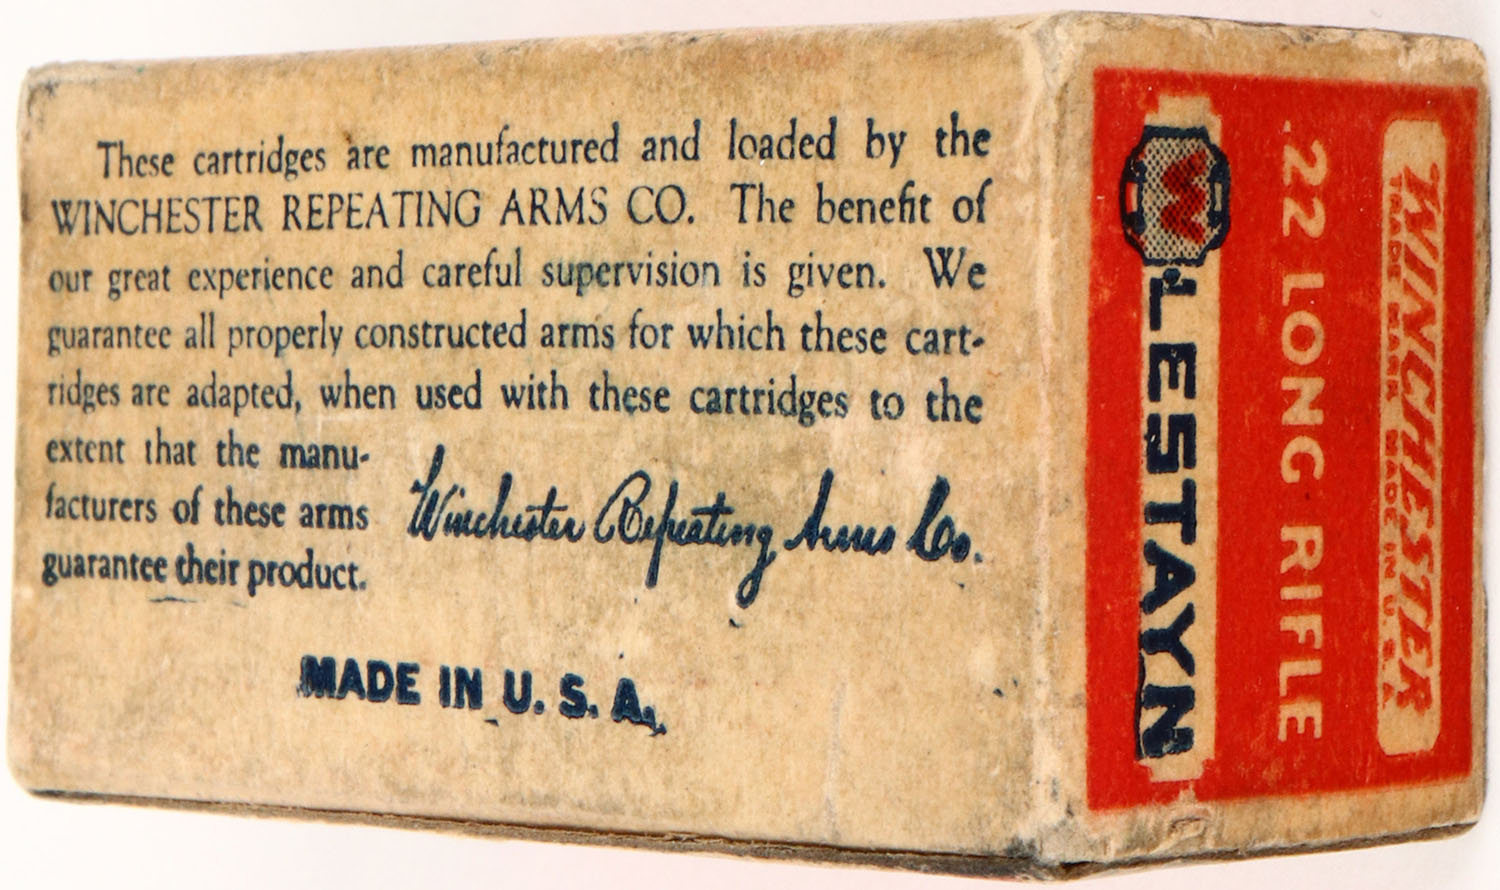 These cartridges are manufactured and loaded by the
WINCHESTER REPEATING ARMS CO. The benefit of
our great experience and careful supervision is given. We
guarantee all properly constructed arms for which these cart-
ridges are adapted, when used with these cartridges to the
extent that the manu-
facturers of these arms
guarantee their product.
Winchester Repeating Arms Co.
MADE IN U. S. A.
WINCHESTER
TRADE MARK MADE IN U.S.A.
.22 LONG RIFLE
W LESTAYN